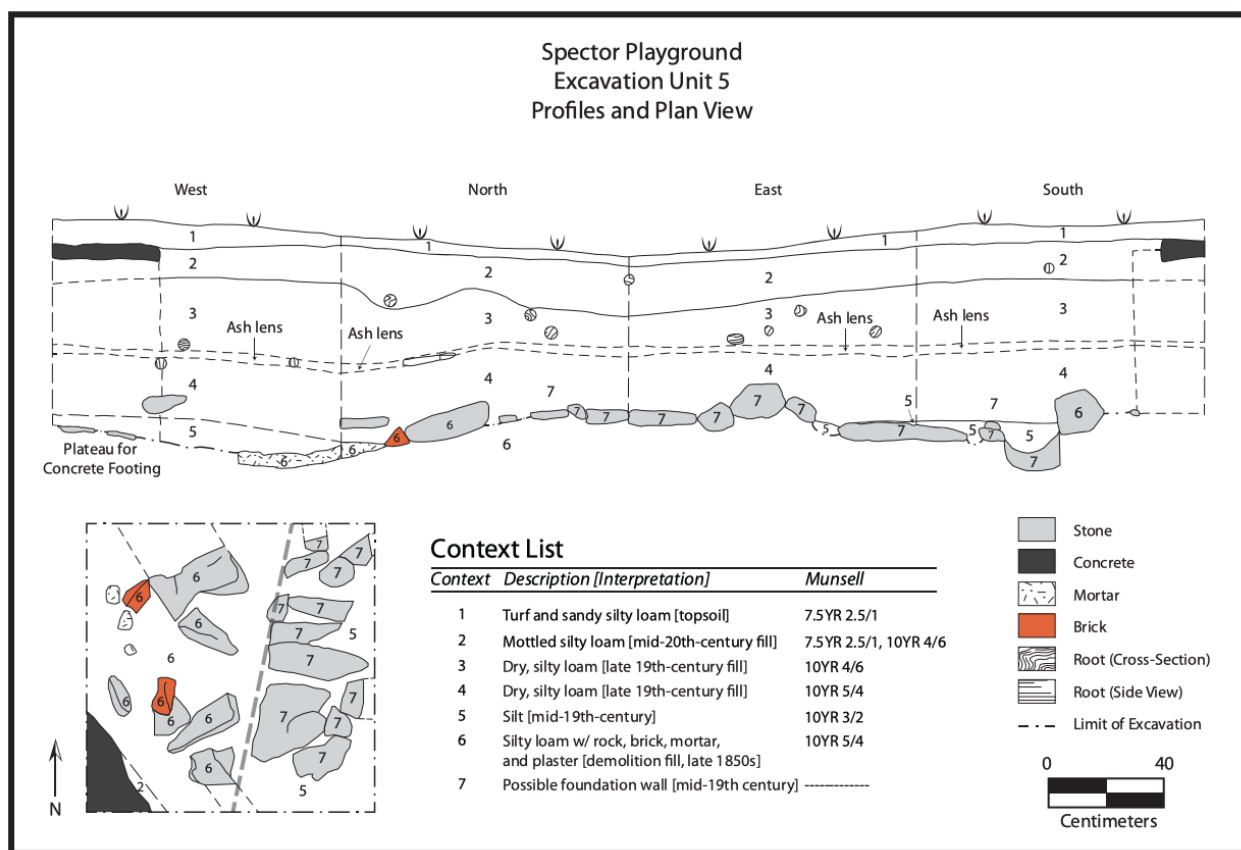 Spector Playground
Excavation Unit 5
Profiles and Plan View
West
North
East
South
1
1
1
1
2
2
2
2
3
3
3
3
Ash lens
Ash lens
Ash lens
Ash lens
4
4
4
4
7
7
5
5
5
5
6
6
6
6
6
6
7
7
7
7
7
7
7
7
7
7
Plateau for
Concrete Footing
6
6
6
6
6
6
6
6
6
2
7
7
7
7
7
7
7
7
7
7
7
7
5
5
N
Context List
Context Description [Interpretation] Munsell
1 Turf and sandy silty loam [topsoil] 7.5YR 2.5/1
2 Mottled silty loam [mid-20th-century fill] 7.5YR 2.5/1, 10YR 4/6
3 Dry, silty loam [late 19th-century fill] 10YR 4/6
4 Dry, silty loam [late 19th-century fill] 10YR 5/4
5 Silt [mid-19th-century] 10YR 3/2
6 Silty loam w/ rock, brick, mortar, 10YR 5/4
and plaster [demolition fill, late 1850s]
7 Possible foundation wall [mid-19th century] -------------
Stone
Concrete
Mortar
Brick
Root (Cross-Section)
Root (Side View)
Limit of Excavation
0 40
Centimeters